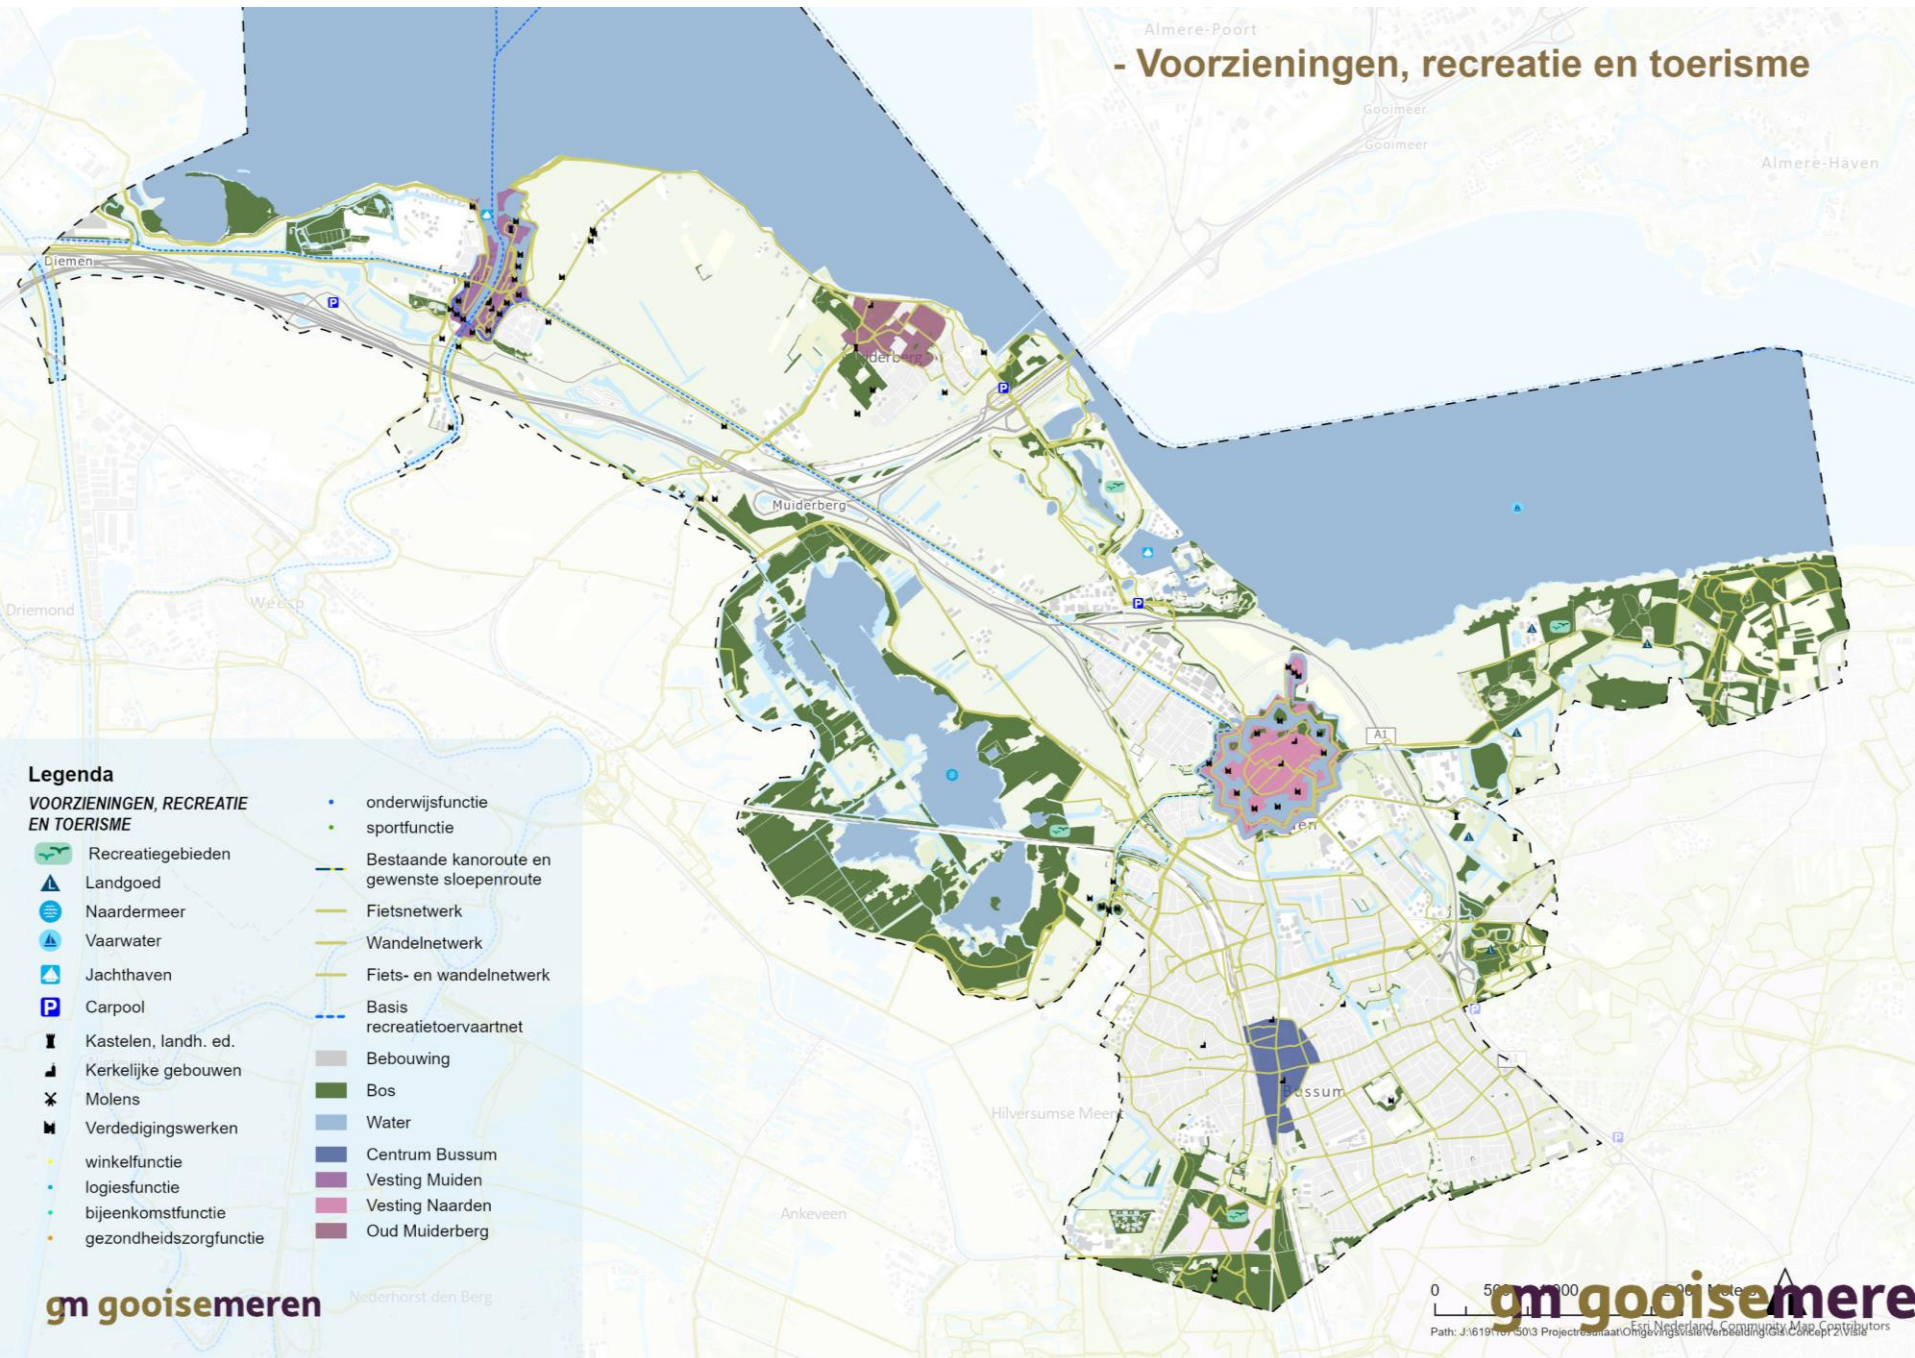 - Voorzieningen, recreatie en toerisme
Almere-Poort
Gooimeer
Gooimeer
Almere-Haven
Diemen
Muiderberg
Driemond
Weesp
A1
Bussum
Hilversumse Meent
Ankeveen
Nederhorst den Berg
Legenda
VOORZIENINGEN, RECREATIE
EN TOERISME
Recreatiegebieden
Landgoed
Naardermeer
Vaarwater
Jachthaven
P Carpool
Kastelen, landh. ed.
Kerkelijke gebouwen
Molens
Verdedigingswerken
winkelfunctie
logiesfunctie
bijeenkomstfunctie
gezondheidszorgfunctie
onderwijsfunctie
sportfunctie
Bestaande kanoroute en
gewenste sloepenroute
Fietsnetwerk
Wandelnetwerk
Fiets- en wandelnetwerk
Basis
recreatietoervaartnet
Bebouwing
Bos
Water
Centrum Bussum
Vesting Muiden
Vesting Naarden
Oud Muiderberg
gm gooisemeren
0
gm gooisemere
Esri Nederland, Community Map Contributors